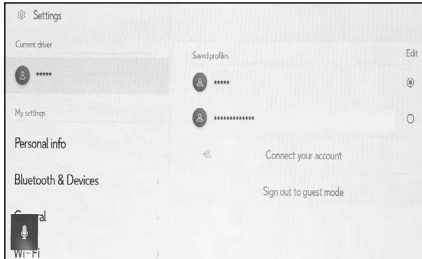 Settings
Current driver
*****
My settings
Personal info
Bluetooth & Devices
General
Wi-Fi
Saved profiles
Edit
*****
*************
Connect your account
Sign out to guest mode